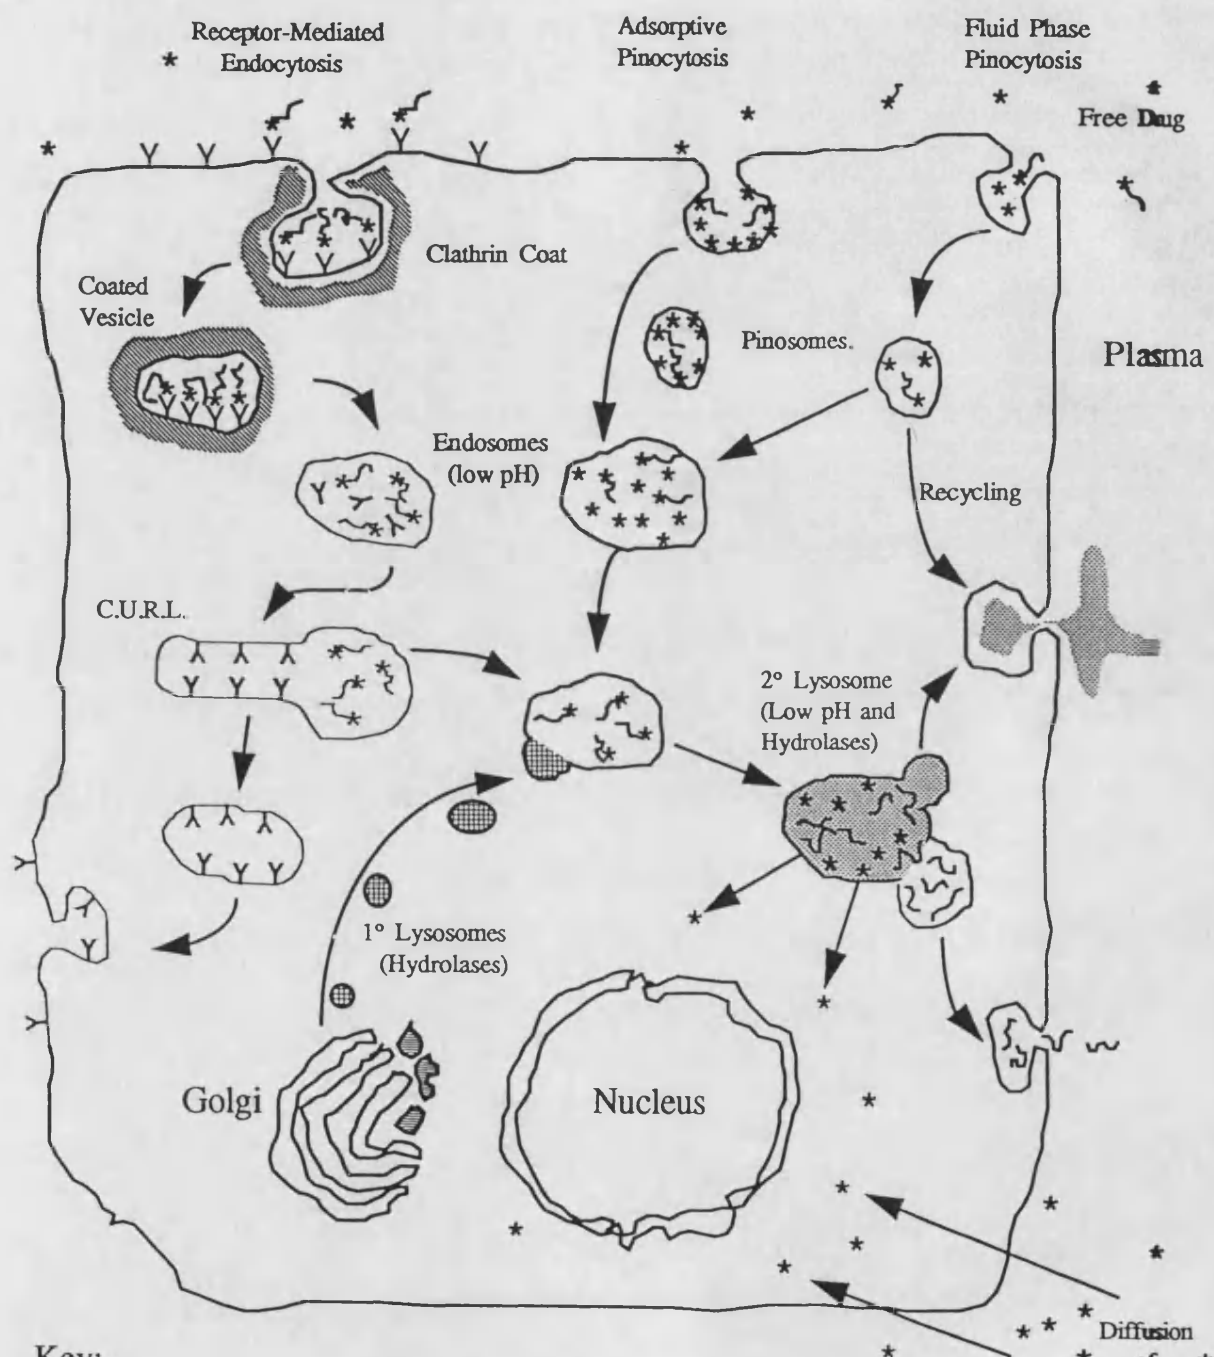 Receptor-Mediated
Endocytosis
Adsorptive
Pinocytosis
Fluid Phase
Pinocytosis
Free Drug
Clathrin Coat
Coated
Vesicle
Pinosomes.
Plasma
Endosomes
(low pH)
Recycling
C.U.R.L.
2° Lysosome
(Low pH and
Hydrolases)
1° Lysosomes
(Hydrolases)
Golgi
Nucleus
Diffusion
Key: